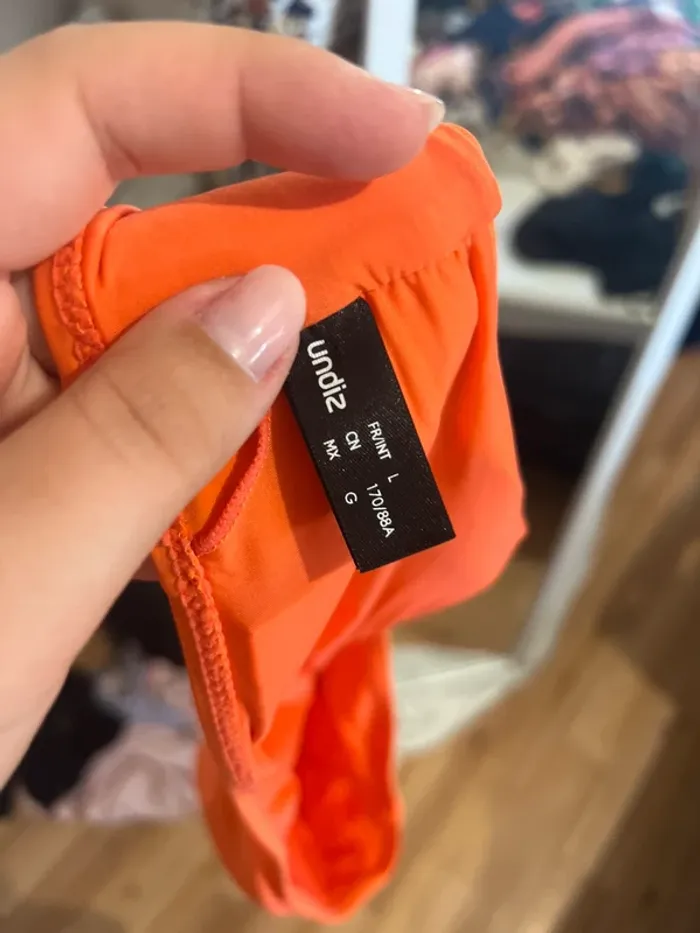 undiz
FR/INT L
CN 170/88A
MX G